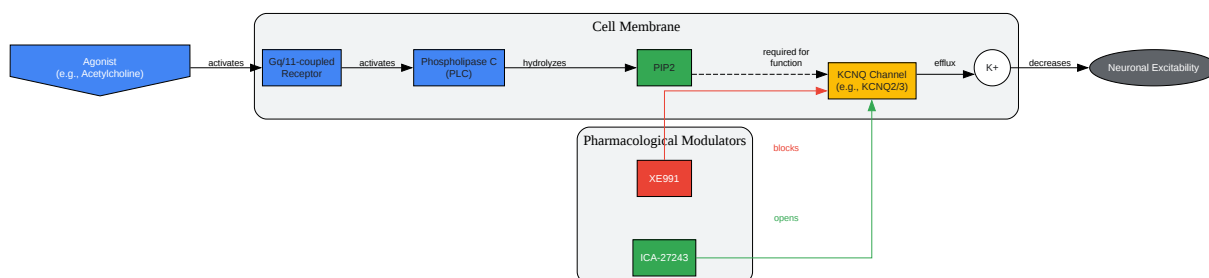 Cell Membrane
Agonist
(e.g., Acetylcholine)
activates
Gq/11-coupled
Receptor
activates
Phospholipase C
(PLC)
hydrolyzes
PIP2
required for
function
KCNQ Channel
(e.g., KCNQ2/3)
efflux
K+
decreases
Neuronal Excitability
Pharmacological Modulators
blocks
XE991
opens
ICA-27243